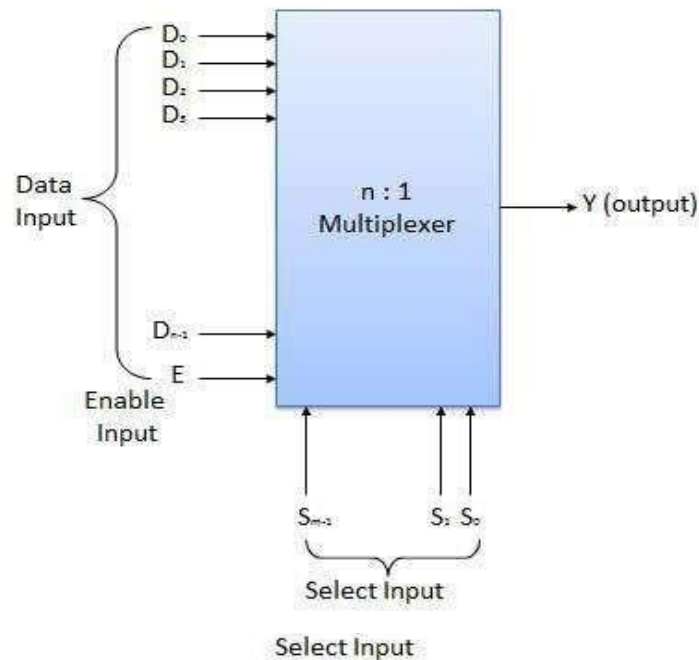 D₀
D₁
D₂
D₃
Data
Input
n : 1
Multiplexer
Y (output)
Dₙ₋₁
E
Enable
Input
Sₘ₋₁
S₁ S₀
Select Input
Select Input